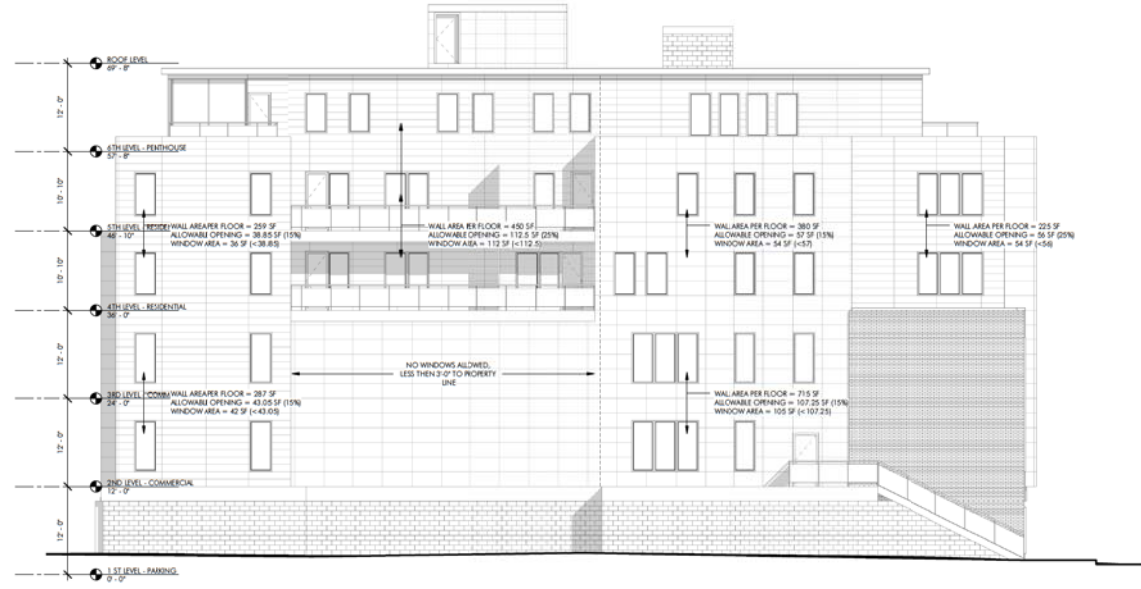 ROOF LEVEL
69' - 8"
12' - 0"
6TH LEVEL - PENTHOUSE
57' - 8"
10' - 10"
5TH LEVEL - RESIDE
46' - 10"
WALL AREA PER FLOOR = 259 SF
ALLOWABLE OPENING = 38.85 SF (15%)
WINDOW AREA = 36 SF (<38.85)
WALL AREA PER FLOOR = 450 SF
ALLOWABLE OPENING = 112.5 SF (25%)
WINDOW AREA = 112 SF (<112.5)
WALL AREA PER FLOOR = 380 SF
ALLOWABLE OPENING = 57 SF (15%)
WINDOW AREA = 54 SF (<57)
WALL AREA PER FLOOR = 225 SF
ALLOWABLE OPENING = 56 SF (25%)
WINDOW AREA = 54 SF (<56)
10' - 10"
4TH LEVEL - RESIDENTIAL
36' - 0"
12' - 0"
NO WINDOWS ALLOWED,
LESS THEN 3'-0" TO PROPERTY
LINE
3RD LEVEL - COMM
24' - 0"
WALL AREA PER FLOOR = 287 SF
ALLOWABLE OPENING = 43.05 SF (15%)
WINDOW AREA = 42 SF (<43.05)
WALL AREA PER FLOOR = 715 SF
ALLOWABLE OPENING = 107.25 SF (15%)
WINDOW AREA = 105 SF (<107.25)
12' - 0"
2ND LEVEL - COMMERCIAL
12' - 0"
12' - 0"
1 ST LEVEL - PARKING
0' - 0"